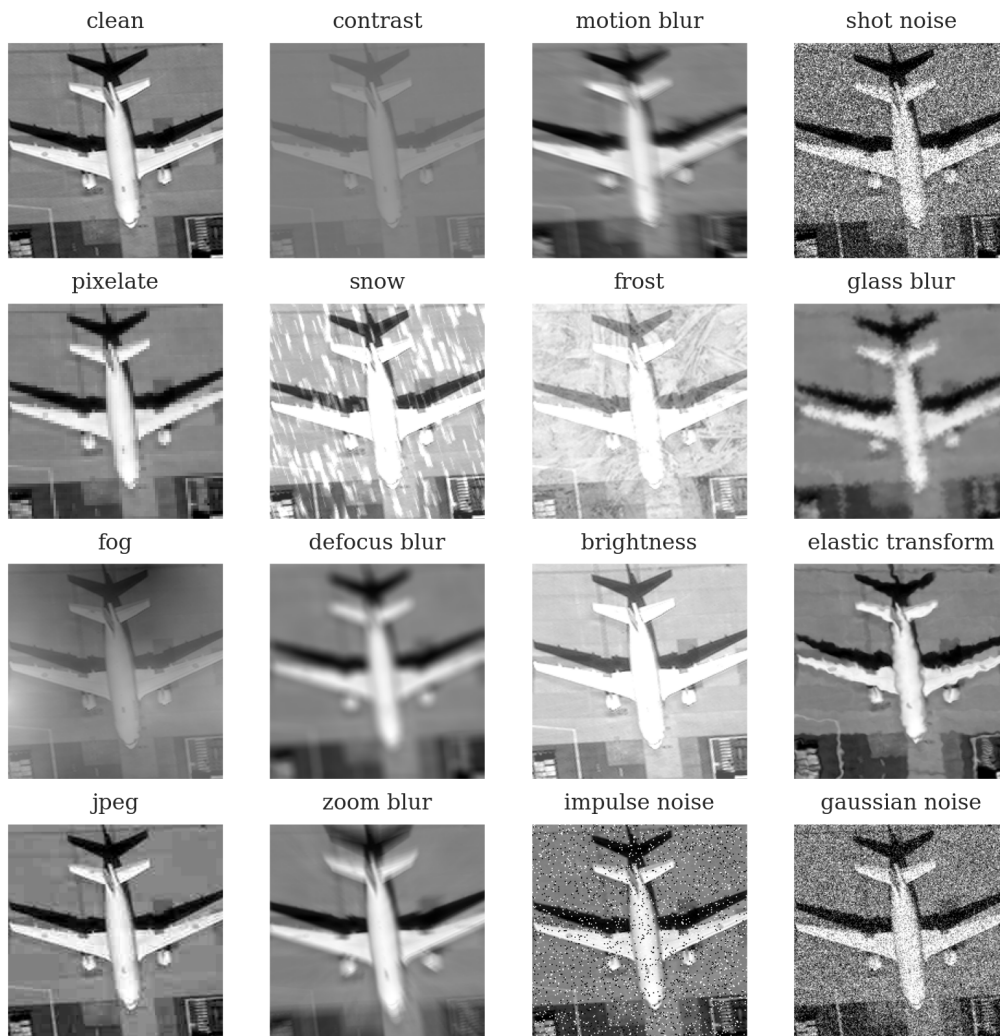 clean
contrast
motion blur
shot noise
pixelate
snow
frost
glass blur
fog
defocus blur
brightness
elastic transform
jpeg
zoom blur
impulse noise
gaussian noise